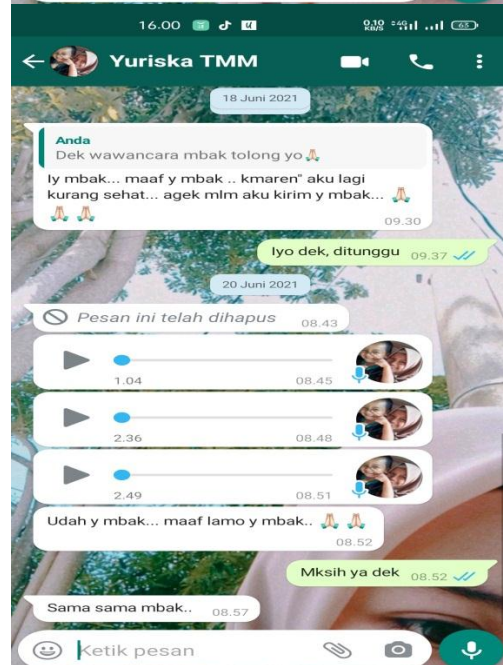 16.00
0,10 KB/S 4G 65
Yuriska TMM
18 Juni 2021
Anda
Dek wawancara mbak tolong yo🙏
Iy mbak... maaf y mbak .. kmaren" aku lagi
kurang sehat... agek mlm aku kirim y mbak... 🙏
🙏 🙏
09.30
Iyo dek, ditunggu 09.37
20 Juni 2021
Pesan ini telah dihapus 08.43
1.04 08.45
2.36 08.48
2.49 08.51
Udah y mbak... maaf lamo y mbak.. 🙏 🙏
08.52
Mksih ya dek 08.52
Sama sama mbak.. 08.57
Ketik pesan